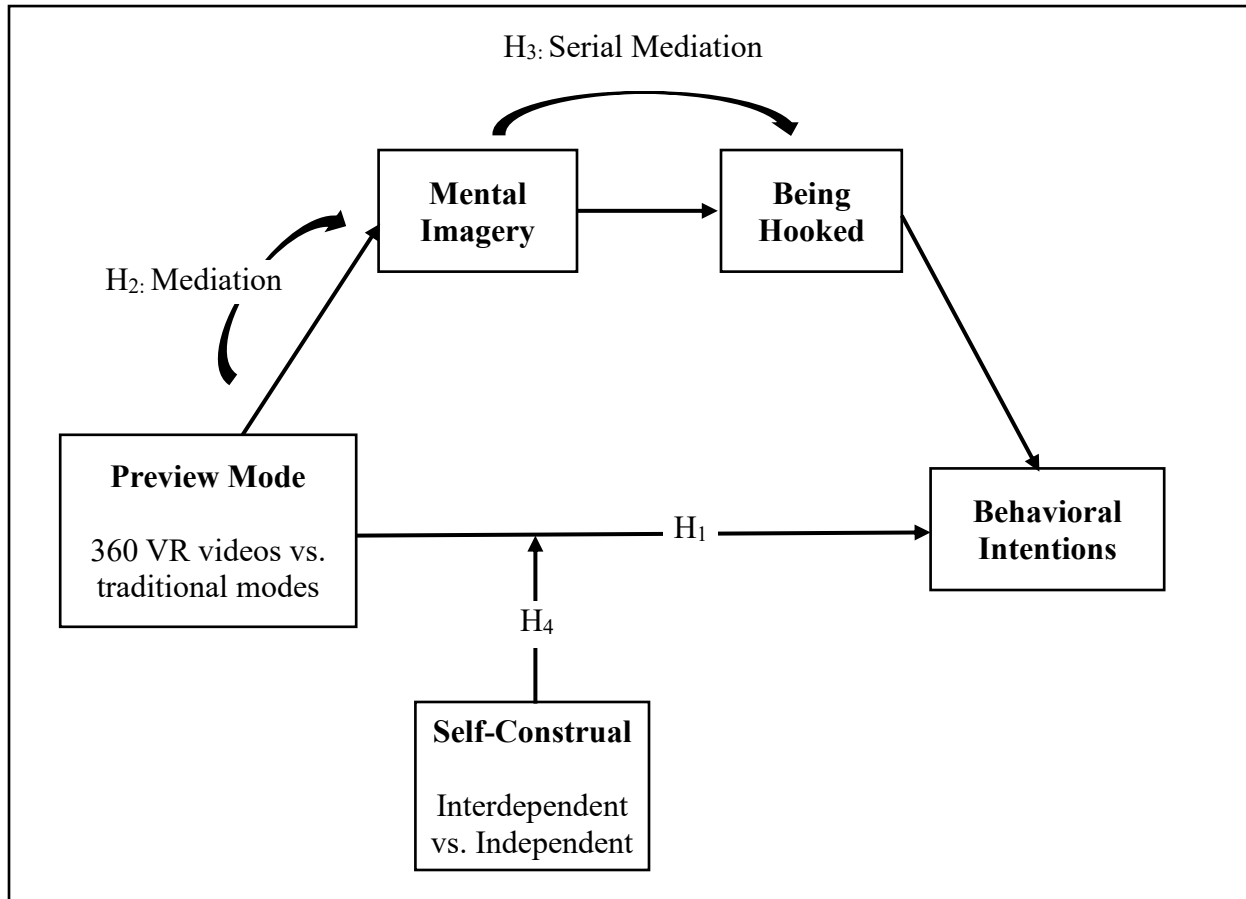 H3: Serial Mediation
Mental
Imagery
Being
Hooked
H2: Mediation
Preview Mode
360 VR videos vs.
traditional modes
H1
Behavioral
Intentions
H4
Self-Construal
Interdependent
vs. Independent